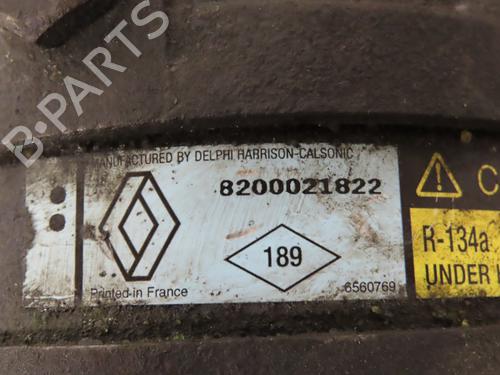 B-PARTS
MANUFACTURED BY DELPHI HARRISON-CALSONIC
8200021822
189
Printed in France
6560769
C
R-134a
UNDER